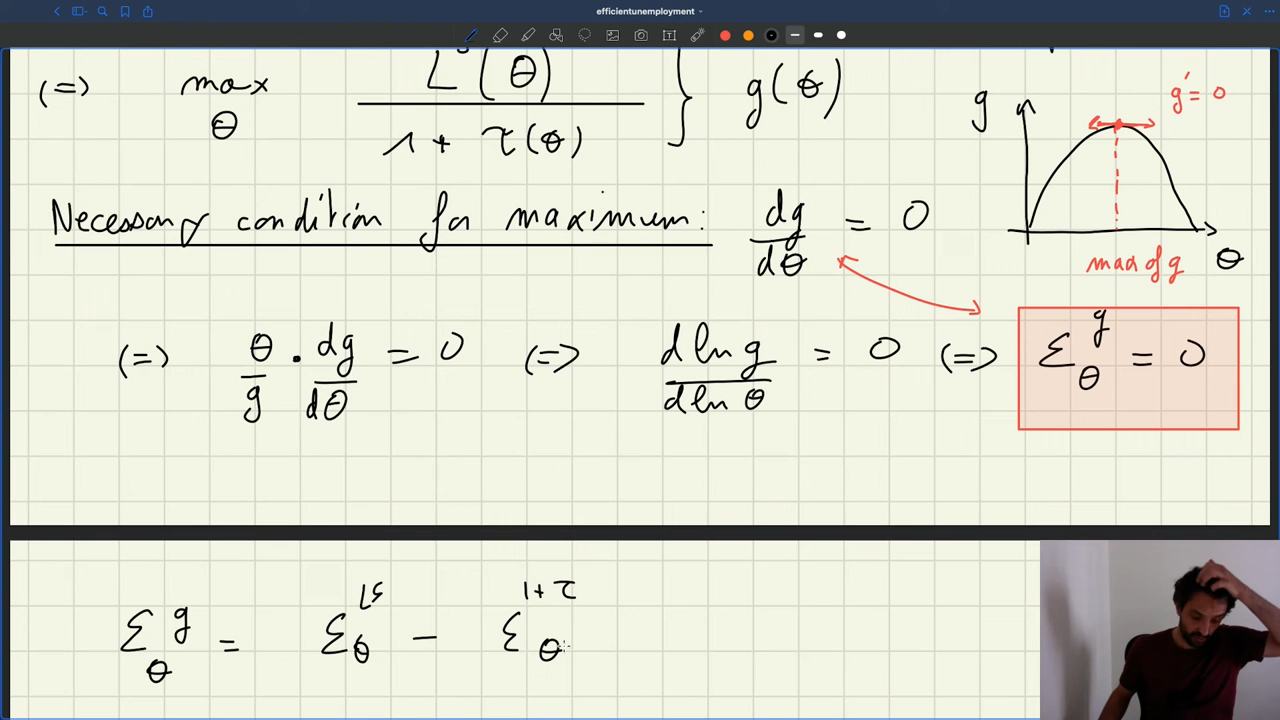 efficientunemployment
(=> max θ L^s(θ) / 1 + τ(θ) } g(θ)
g
g' = 0
max of g
θ
Necessary condition for maximum: dg/dθ = 0
(=> θ/g · dg/dθ = 0 (=> d ln g / d ln θ = 0 (=> Σ^g_θ = 0
Σ^g_θ = Σ^{L^s}_θ - Σ^{1+τ}_θ